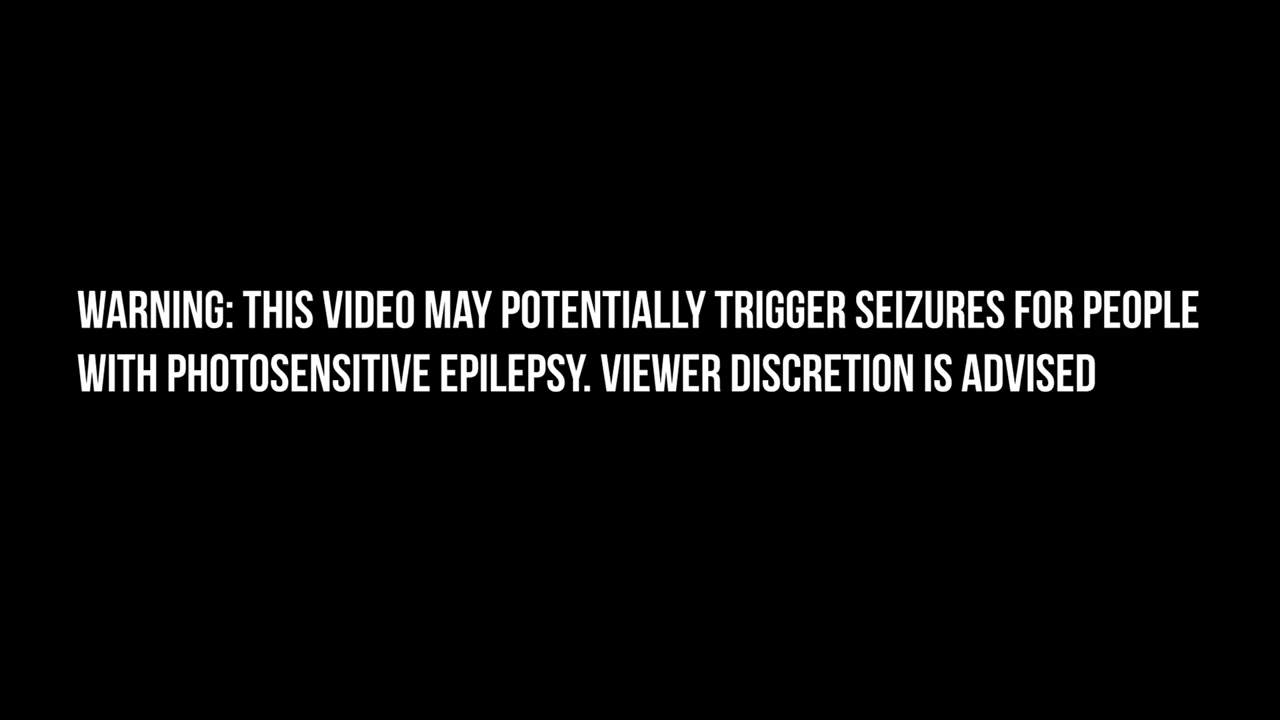 WARNING: THIS VIDEO MAY POTENTIALLY TRIGGER SEIZURES FOR PEOPLE
WITH PHOTOSENSITIVE EPILEPSY. VIEWER DISCRETION IS ADVISED